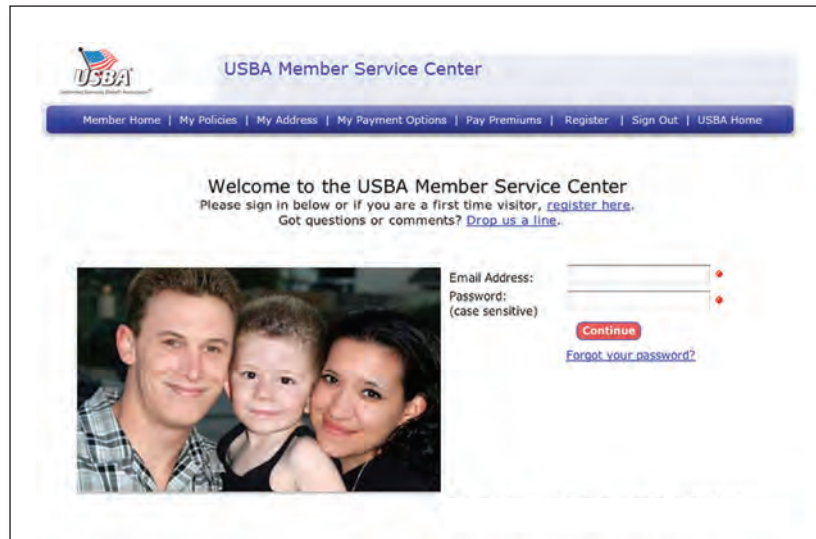 USBA
USBA Member Service Center
Member Home | My Policies | My Address | My Payment Options | Pay Premiums | Register | Sign Out | USBA Home
Welcome to the USBA Member Service Center
Please sign in below or if you are a first time visitor, register here.
Got questions or comments? Drop us a line.
Email Address:
Password:
(case sensitive)
Continue
Forgot your password?